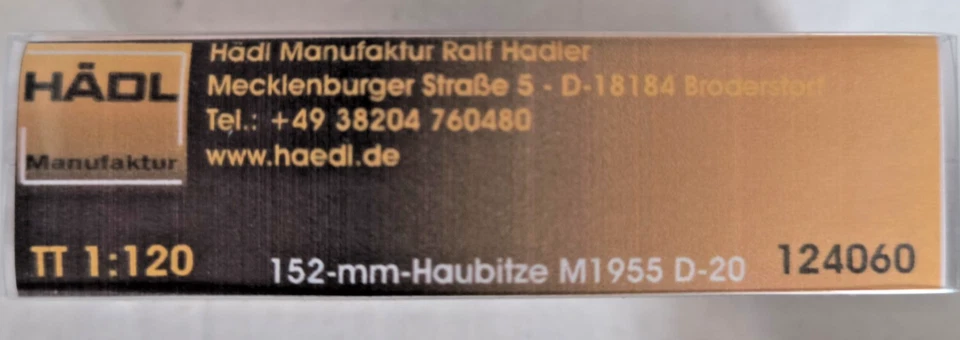 HÄDL
Manufaktur
Hädl Manufaktur Ralf Hadler
Mecklenburger Straße 5 - D-18184 Broderstorf
Tel.: +49 38204 760480
www.haedl.de
TT 1:120
152-mm-Haubitze M1955 D-20
124060